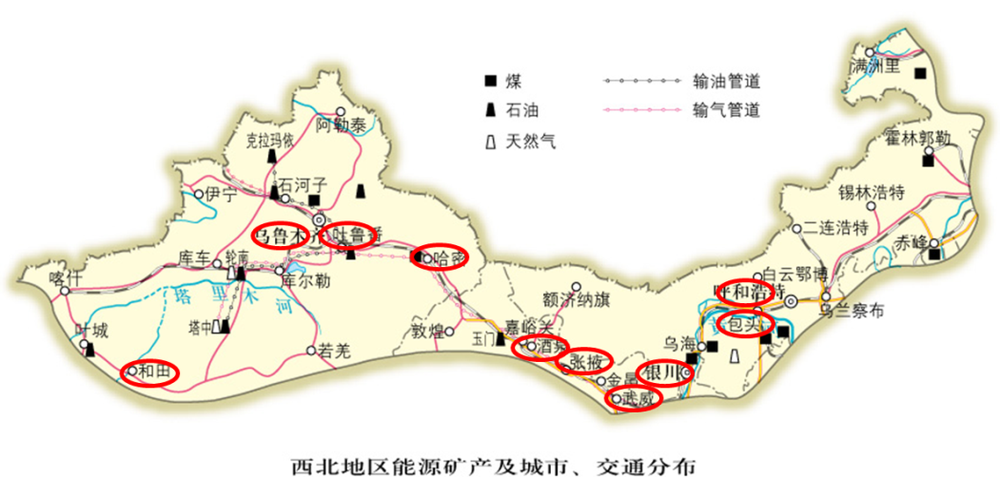 满洲里
煤
输油管道
石油
输气管道
天然气
阿勒泰
克拉玛依
霍林郭勒
石河子
伊宁
锡林浩特
乌鲁木齐
吐鲁番
二连浩特
赤峰
库车
轮南
哈密
喀什
库尔勒
白云鄂博
呼和浩特
塔里木河
额济纳旗
乌兰察布
塔中
叶城
敦煌
玉门
嘉峪关
包头
乌海
酒泉
若羌
张掖
和田
金昌
银川
武威
西北地区能源矿产及城市、交通分布